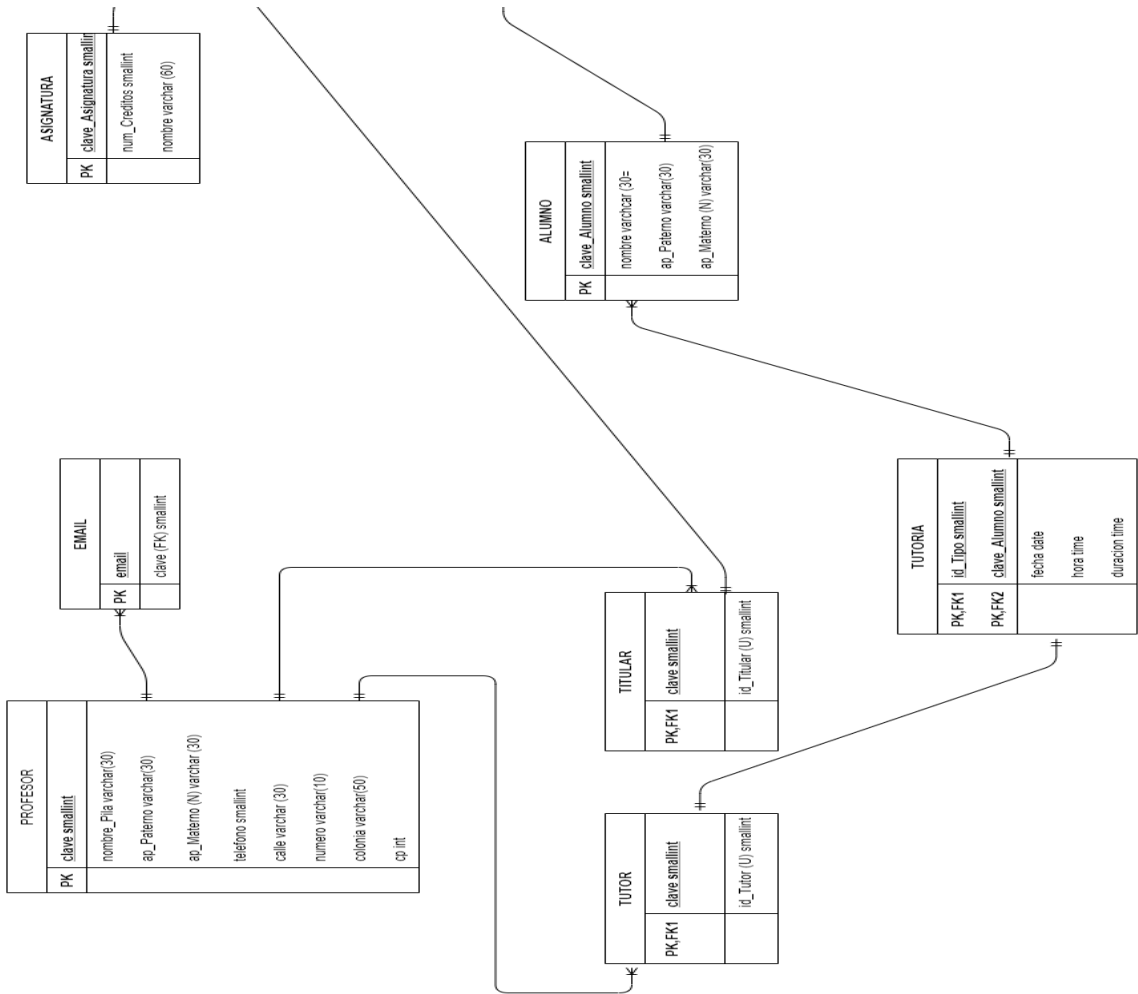 PROFESOR
PK clave smallint
nombre_Pila varchar(30)
ap_Paterno varchar(30)
ap_Materno (N) varchar (30)
telefono smallint
calle varchar (30)
numero varchar(10)
colonia varchar(50)
cp int
EMAIL
PK email
clave (FK) smallint
ASIGNATURA
PK clave_Asignatura smallin
num_Creditos smallint
nombre varchar (60)
TUTOR
PK,FK1 clave smallint
id_Tutor (U) smallint
TITULAR
PK,FK1 clave smallint
id_Titular (U) smallint
ALUMNO
PK clave_Alumno smallint
nombre varchcar (30=
ap_Paterno varchar(30)
ap_Materno (N) varchar(30)
TUTORIA
PK,FK1 id_Tipo smallint
PK,FK2 clave_Alumno smallint
fecha date
hora time
duracion time